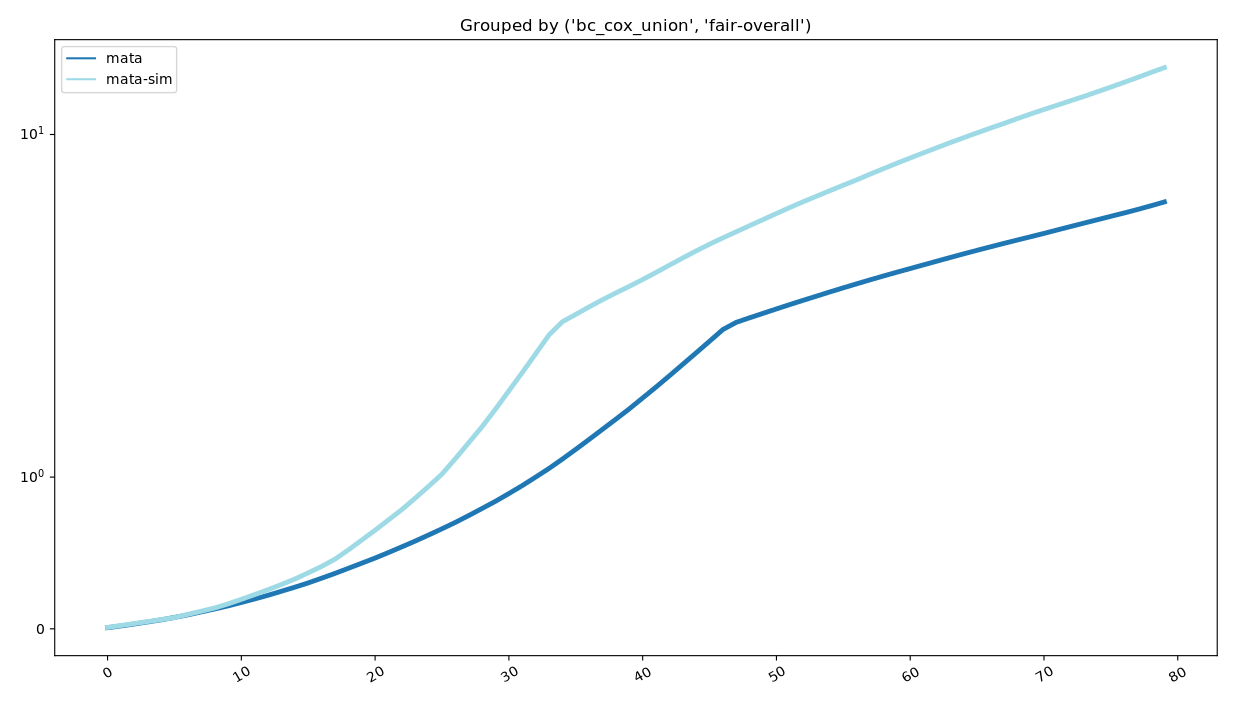 Grouped by ('bc_cox_union', 'fair-overall')
mata
mata-sim
10¹
10⁰
0
0 10 20 30 40 50 60 70 80